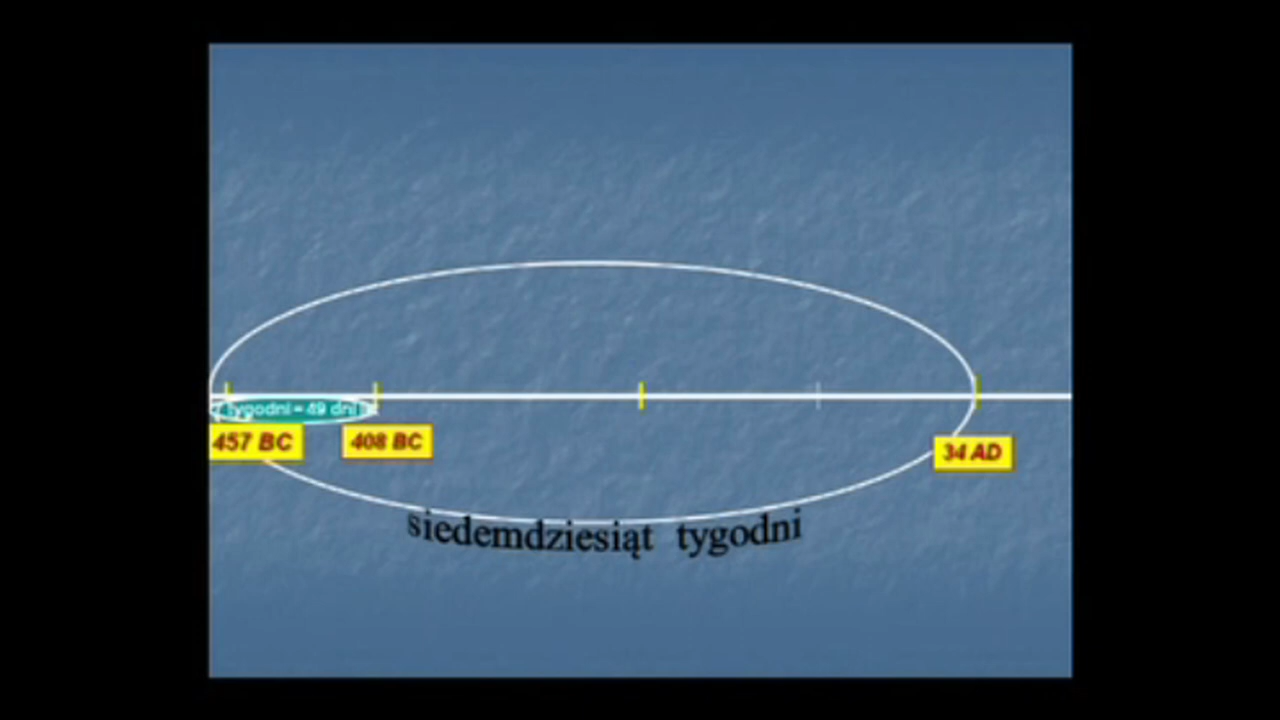 tygodni = 49 dni
457 BC
408 BC
34 AD
siedemdziesiąt tygodni